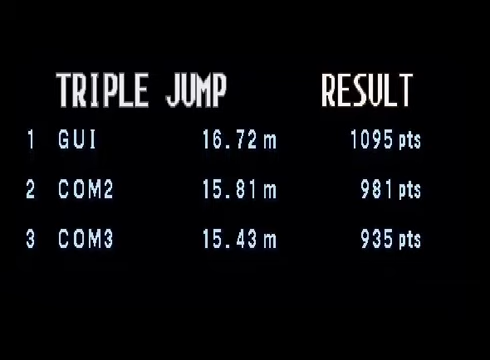 TRIPLE JUMP RESULT
1 GUI 16.72 m 1095 pts
2 COM2 15.81 m 981 pts
3 COM3 15.43 m 935 pts